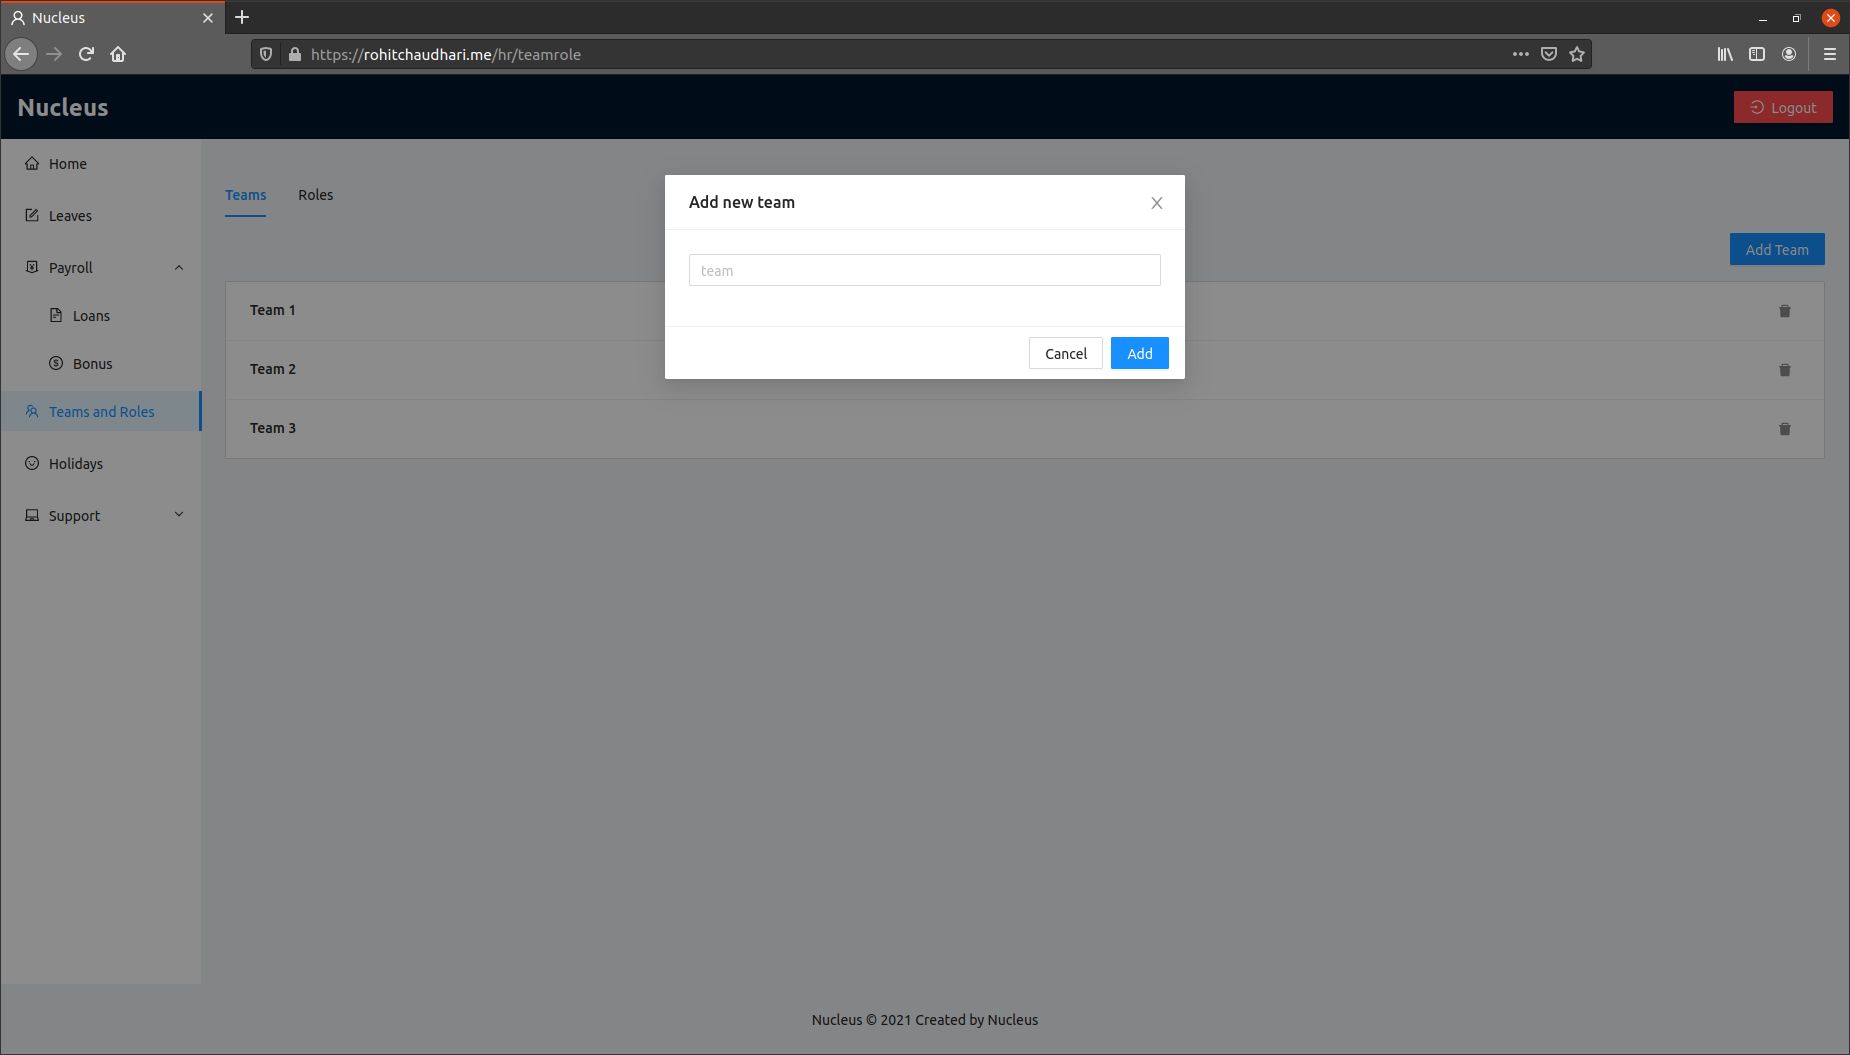 Nucleus
https://rohitchaudhari.me/hr/teamrole
Nucleus
Logout
Home
Leaves
Payroll
Loans
Bonus
Teams and Roles
Holidays
Support
Teams
Roles
Add Team
Team 1
Team 2
Team 3
Add new team
team
Cancel
Add
Nucleus © 2021 Created by Nucleus